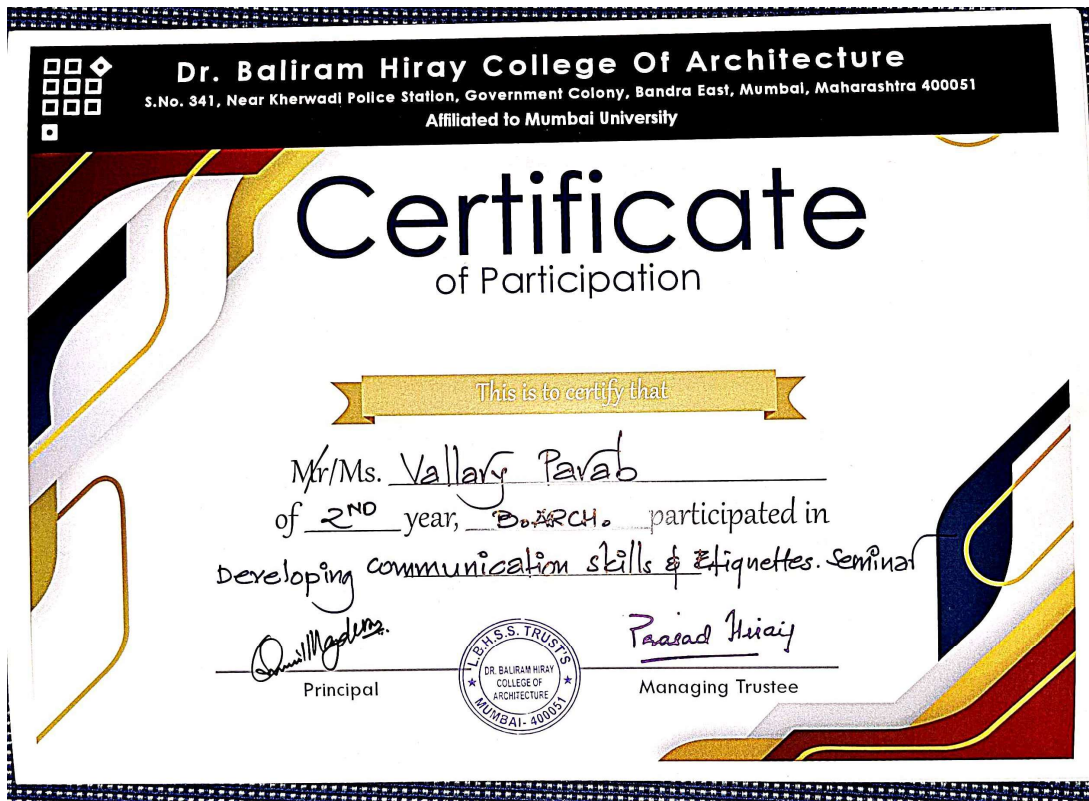 Dr. Baliram Hiray College Of Architecture
S.No. 341, Near Kherwadi Police Station, Government Colony, Bandra East, Mumbai, Maharashtra 400051
Affiliated to Mumbai University
Certificate
of Participation
This is to certify that
Mr/Ms. Vallary Parab
of 2ND year, B.ARCH. participated in
Developing communication skills & Etiqnettes. Seminar
Prasad Hiray
L.B.H.S.S. TRUST'S
DR. BALIRAM HIRAY
COLLEGE OF
ARCHITECTURE
MUMBAI- 400051
Principal
Managing Trustee